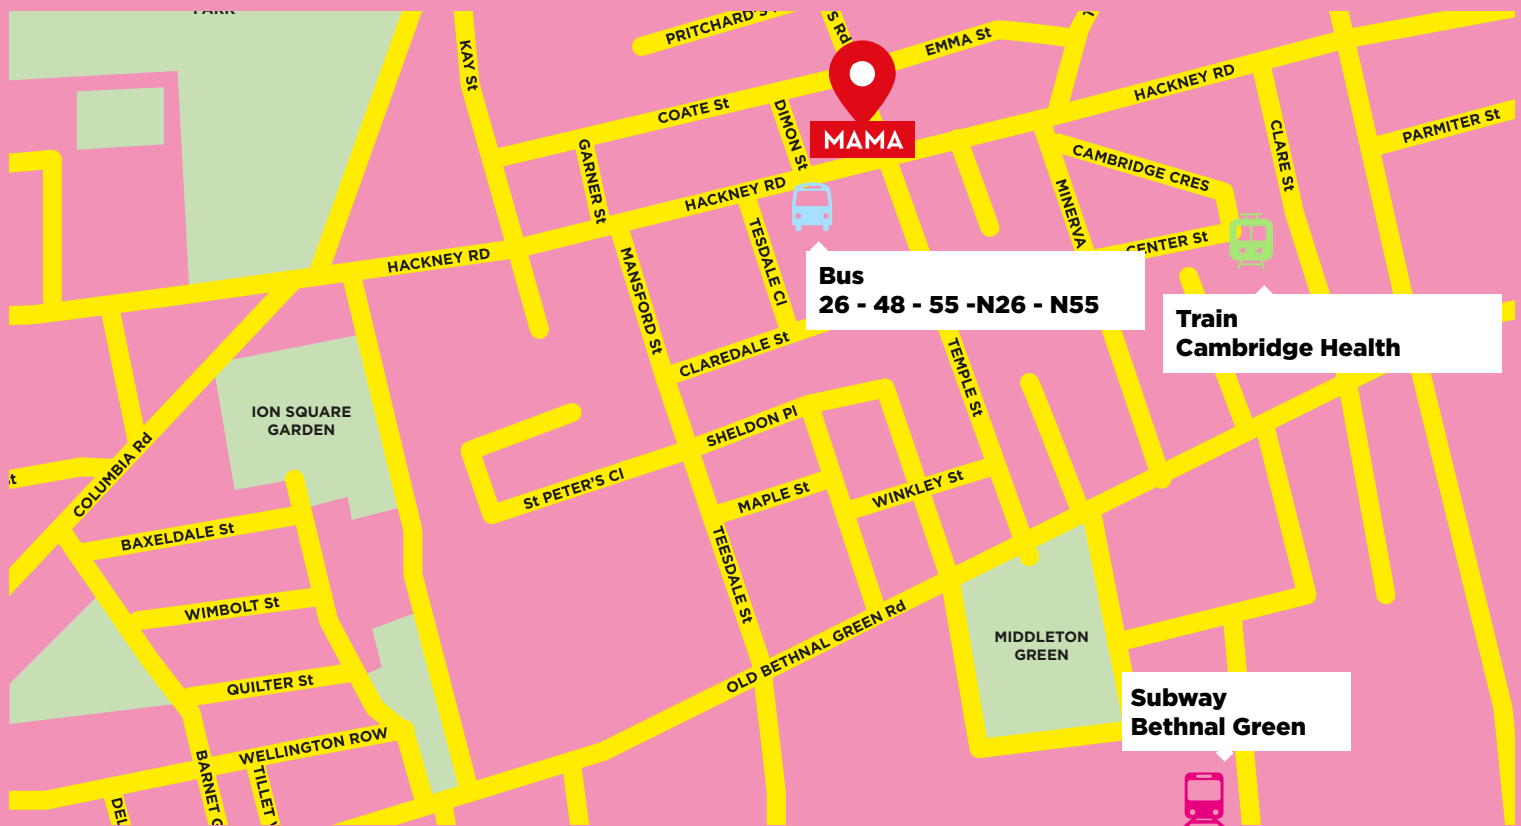 PARK
PRITCHARD'S
S Rd
KAY St
EMMA St
COATE St
DIMON St
MAMA
HACKNEY RD
PARMITER St
GARNER St
CLARE St
CAMBRIDGE CRES
HACKNEY RD
MINERVA
TESDALE Cl
CENTER St
HACKNEY RD
MANSFORD St
Bus
26 - 48 - 55 -N26 - N55
Train
Cambridge Health
CLAREDALE St
TEMPLE St
ION SQUARE
GARDEN
SHELDON Pl
COLUMBIA Rd
St
St PETER'S Cl
MAPLE St
WINKLEY St
BAXELDALE St
TEESDALE St
WIMBOLT St
OLD BETHNAL GREEN Rd
MIDDLETON
GREEN
QUILTER St
Subway
Bethnal Green
WELLINGTON ROW
BARNET G
TILLET
DEL